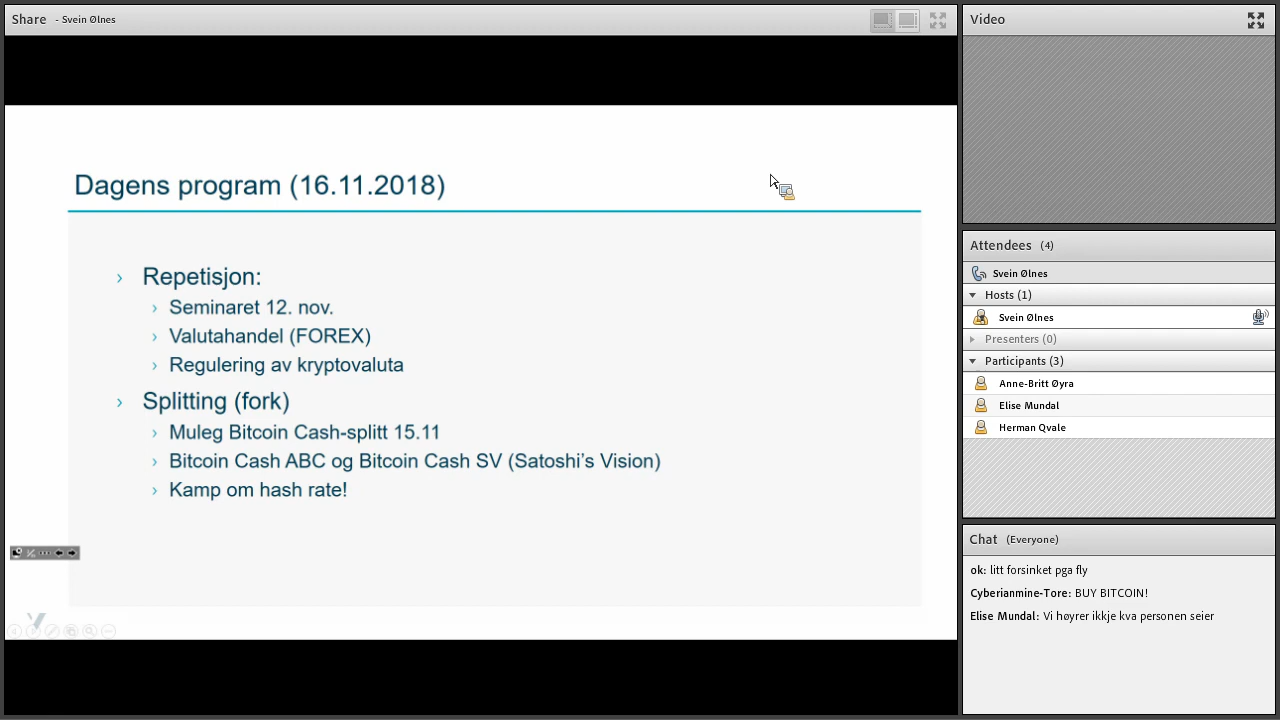 Share - Svein Ølnes
Dagens program (16.11.2018)
› Repetisjon:
› Seminaret 12. nov.
› Valutahandel (FOREX)
› Regulering av kryptovaluta
› Splitting (fork)
› Muleg Bitcoin Cash-splitt 15.11
› Bitcoin Cash ABC og Bitcoin Cash SV (Satoshi's Vision)
› Kamp om hash rate!
Video
Attendees (4)
Svein Ølnes
Hosts (1)
Svein Ølnes
Presenters (0)
Participants (3)
Anne-Britt Øyra
Elise Mundal
Herman Qvale
Chat (Everyone)
ok: litt forsinket pga fly
Cyberianmine-Tore: BUY BITCOIN!
Elise Mundal: Vi høyrer ikkje kva personen seier